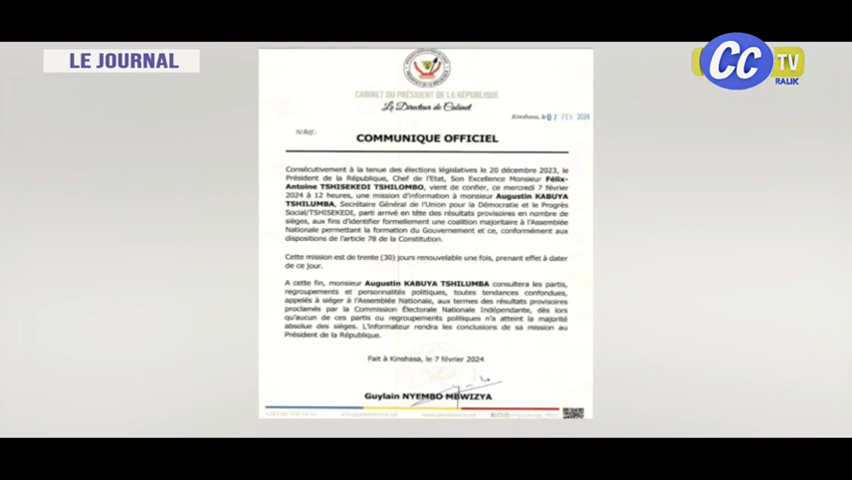 LE JOURNAL
CC TV
RALIK
CABINET DU PRÉSIDENT DE LA RÉPUBLIQUE
Le Directeur de Cabinet
Kinshasa, le 07 FEV 2024
N/Réf.:
COMMUNIQUE OFFICIEL
Consécutivement à la tenue des élections législatives le 20 décembre 2023, le
Président de la République, Chef de l'Etat, Son Excellence Monsieur Félix-
Antoine TSHISEKEDI TSHILOMBO, vient de confier, ce mercredi 7 février
2024 à 12 heures, une mission d'information à monsieur Augustin KABUYA
TSHILUMBA, Secrétaire Général de l'Union pour la Démocratie et le Progrès
Social/TSHISEKEDI, parti arrivé en tête des résultats provisoires en nombre de
sièges, aux fins d'identifier formellement une coalition majoritaire à l'Assemblée
Nationale permettant la formation du Gouvernement et ce, conformément aux
dispositions de l'article 78 de la Constitution.
Cette mission est de trente (30) jours renouvelable une fois, prenant effet à dater
de ce jour.
A cette fin, monsieur Augustin KABUYA TSHILUMBA consultera les partis,
regroupements et personnalités politiques, toutes tendances confondues,
appelés à siéger à l'Assemblée Nationale, aux termes des résultats provisoires
proclamés par la Commission Électorale Nationale Indépendante, dès lors
qu'aucun de ces partis ou regroupements politiques n'a atteint la majorité
absolue des sièges. L'informateur rendra les conclusions de sa mission au
Président de la République.
Fait à Kinshasa, le 7 février 2024
Guylain NYEMBO MBWIZYA